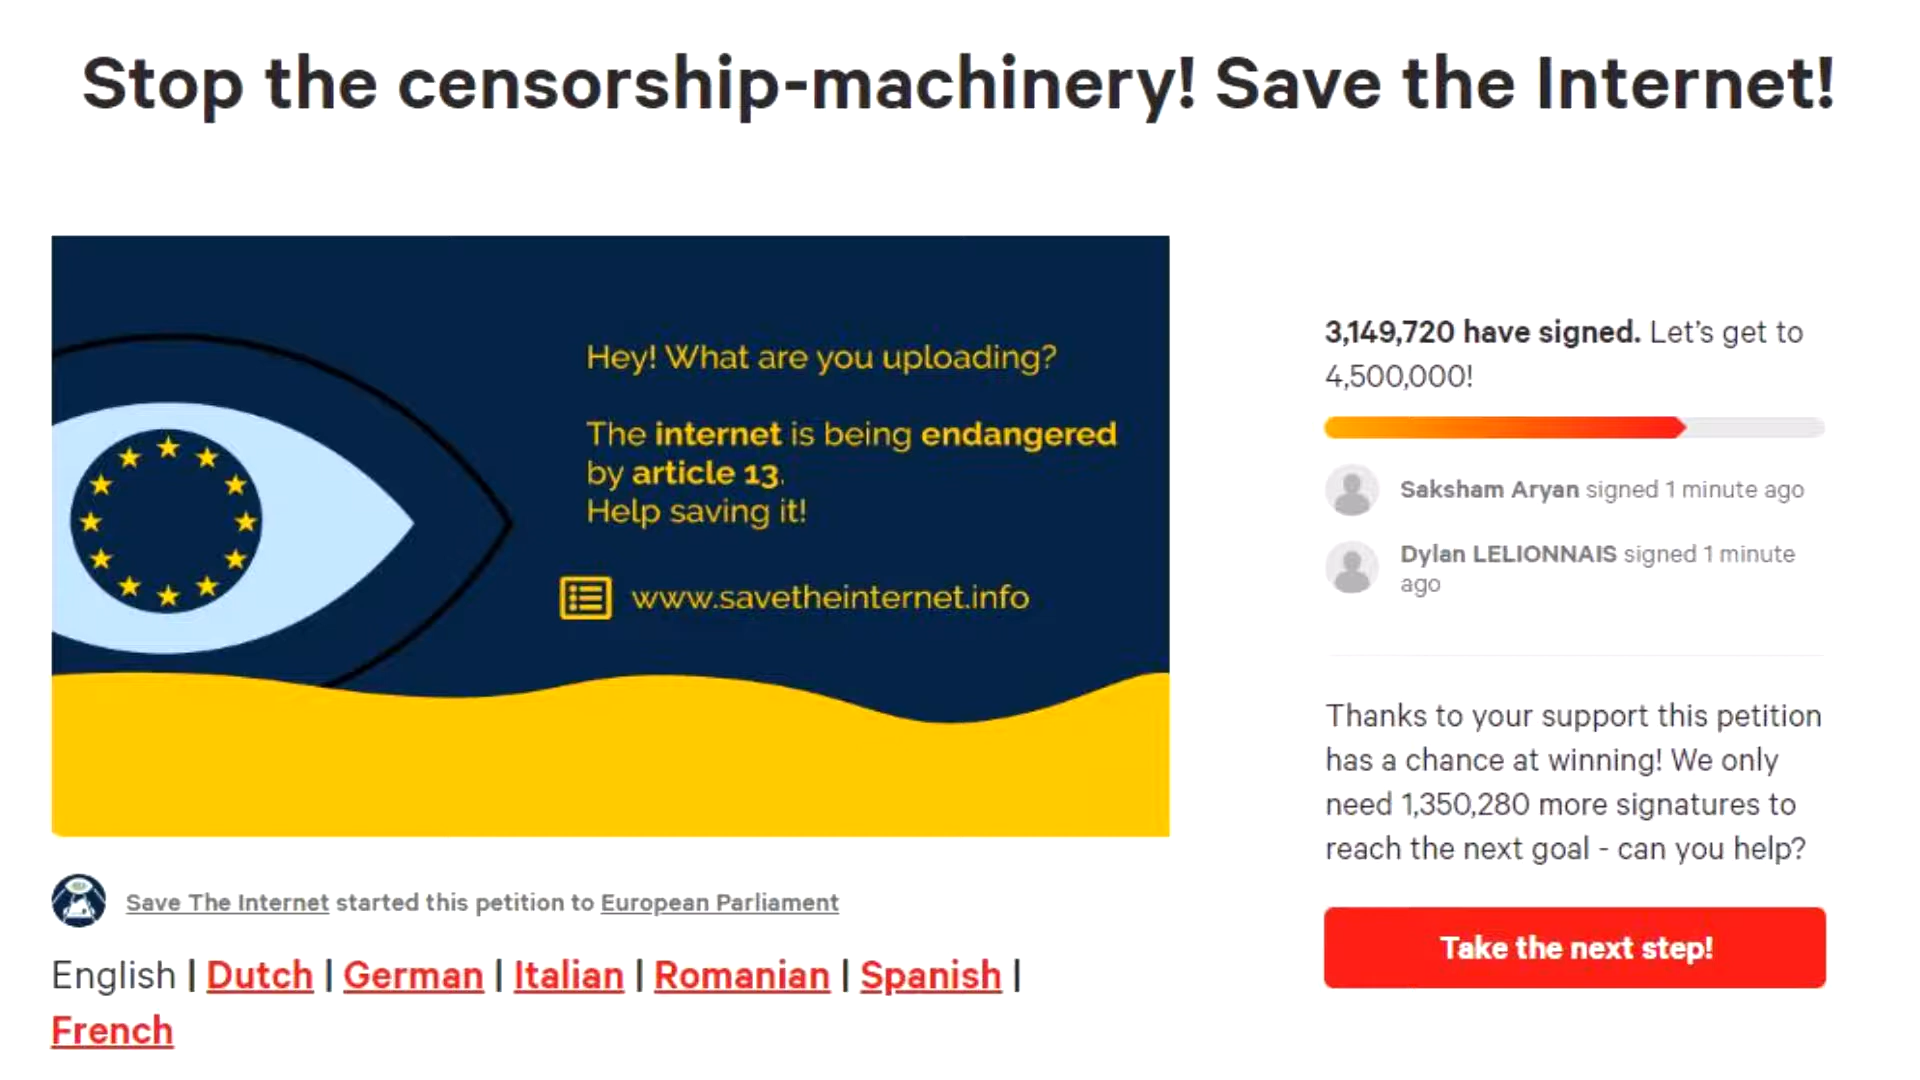 Stop the censorship-machinery! Save the Internet!
Hey! What are you uploading?
The internet is being endangered
by article 13.
Help saving it!
www.savetheinternet.info
Save The Internet started this petition to European Parliament
English | Dutch | German | Italian | Romanian | Spanish |
French
3,149,720 have signed. Let's get to
4,500,000!
Saksham Aryan signed 1 minute ago
Dylan LELIONNAIS signed 1 minute
ago
Thanks to your support this petition
has a chance at winning! We only
need 1,350,280 more signatures to
reach the next goal - can you help?
Take the next step!